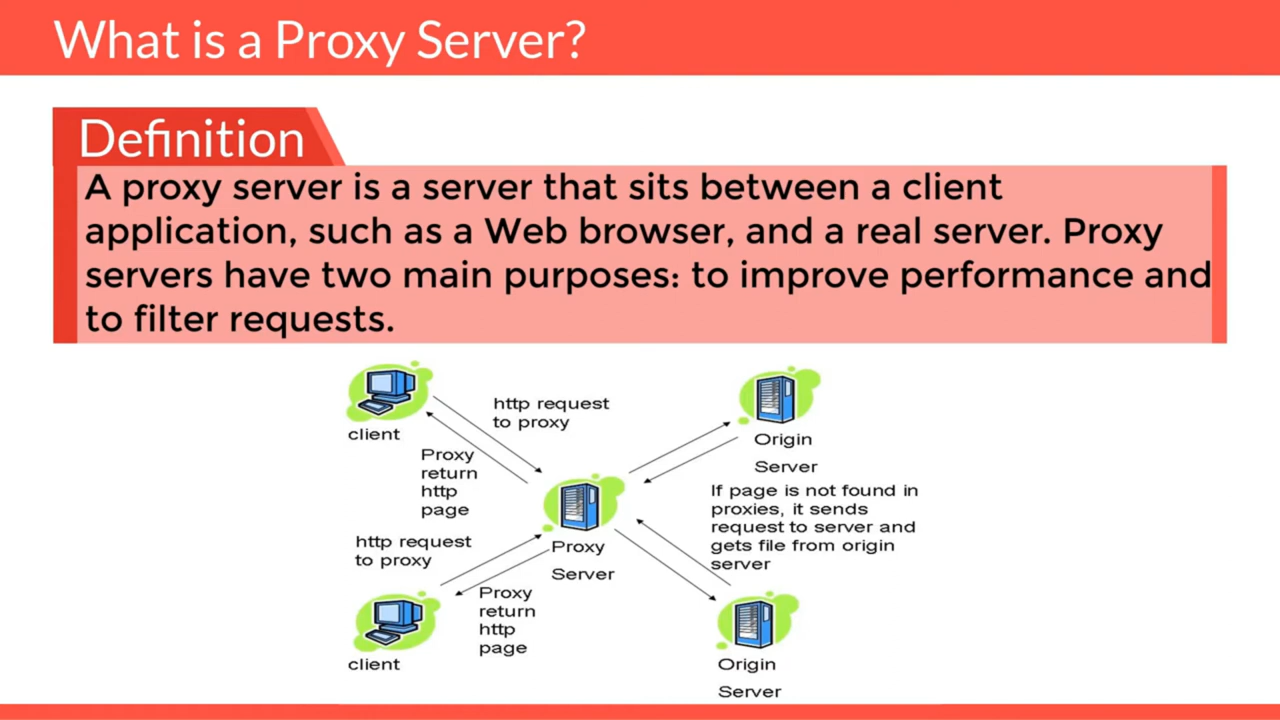 What is a Proxy Server?
Definition
A proxy server is a server that sits between a client
application, such as a Web browser, and a real server. Proxy
servers have two main purposes: to improve performance and
to filter requests.
client
http request
to proxy
Proxy
return
http
page
Origin
Server
If page is not found in
proxies, it sends
request to server and
gets file from origin
server
http request
to proxy
Proxy
Server
Proxy
return
http
page
client
Origin
Server